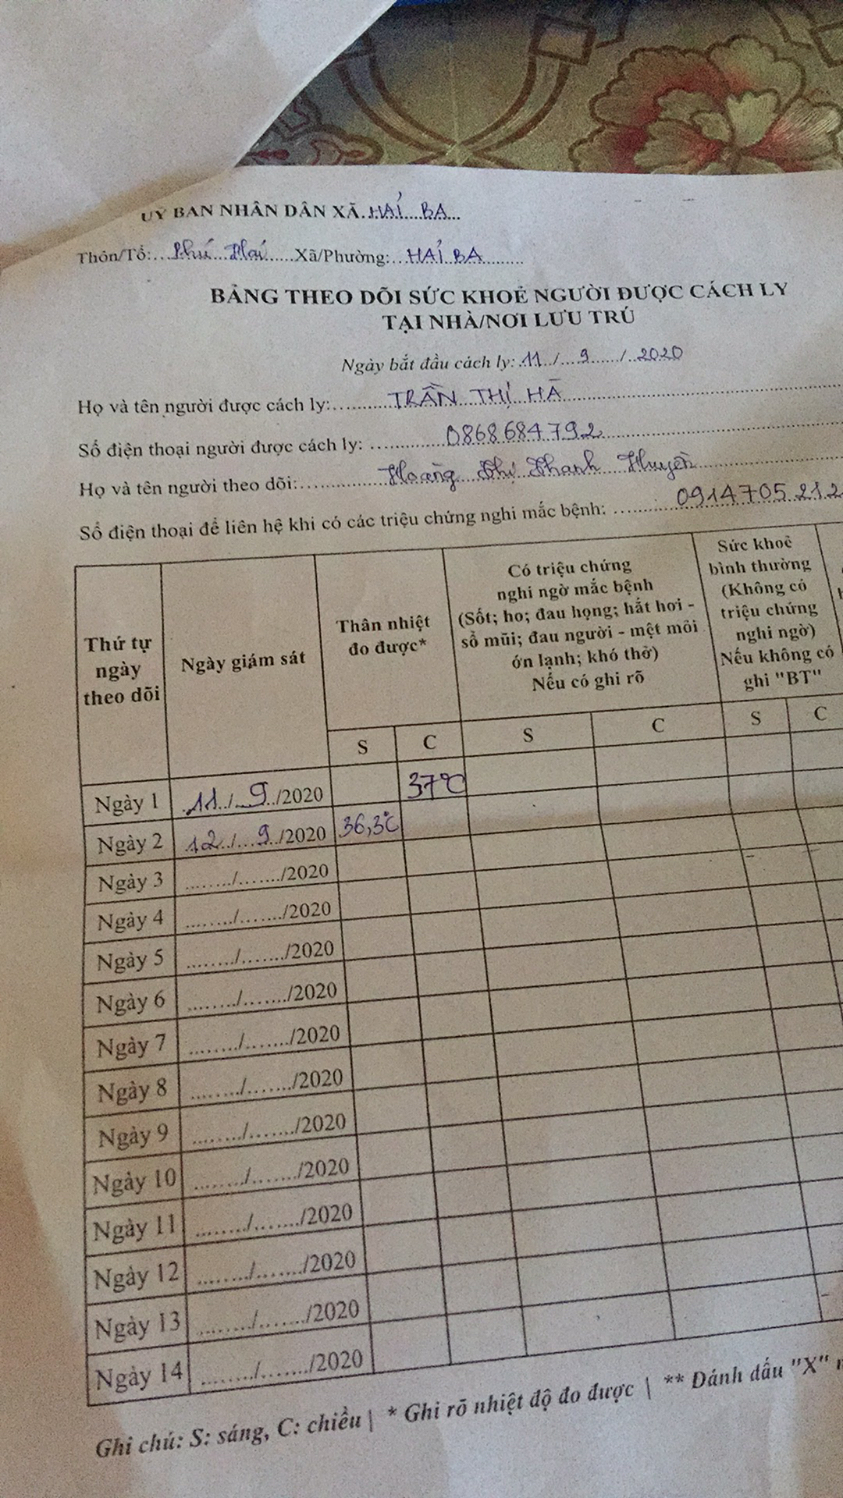 UỶ BAN NHÂN DÂN XÃ. HẢI BA
Thôn/Tổ: Phú Hải Xã/Phường: HẢI BA
BẢNG THEO DÕI SỨC KHOẺ NGƯỜI ĐƯỢC CÁCH LY
TẠI NHÀ/NƠI LƯU TRÚ
Ngày bắt đầu cách ly: 11 / 9 / 2020
Họ và tên người được cách ly: TRẦN THỊ HÀ
Số điện thoại người được cách ly: 0868684792
Họ và tên người theo dõi: Hoàng Thị Thanh Huyền
Số điện thoại để liên hệ khi có các triệu chứng nghi mắc bệnh: 0914705212
Thứ tự
ngày
theo dõi
Ngày giám sát
Thân nhiệt
đo được*
Có triệu chứng
nghi ngờ mắc bệnh
(Sốt; ho; đau họng; hắt hơi -
sổ mũi; đau người - mệt mỏi
ớn lạnh; khó thở)
Nếu có ghi rõ
Sức khoẻ
bình thường
(Không có
triệu chứng
nghi ngờ)
Nếu không có
ghi "BT"
S C S C S C
Ngày 1 11 / 9 /2020 37°C
Ngày 2 12 / 9 /2020 36,3°C
Ngày 3 ......./......./2020
Ngày 4 ......./......./2020
Ngày 5 ......./......./2020
Ngày 6 ......./......./2020
Ngày 7 ......./......./2020
Ngày 8 ......./......./2020
Ngày 9 ......./......./2020
Ngày 10 ......./......./2020
Ngày 11 ......./......./2020
Ngày 12 ......./......./2020
Ngày 13 ......./......./2020
Ngày 14 ......./......./2020
Ghi chú: S: sáng, C: chiều | * Ghi rõ nhiệt độ đo được | ** Đánh dấu "X"